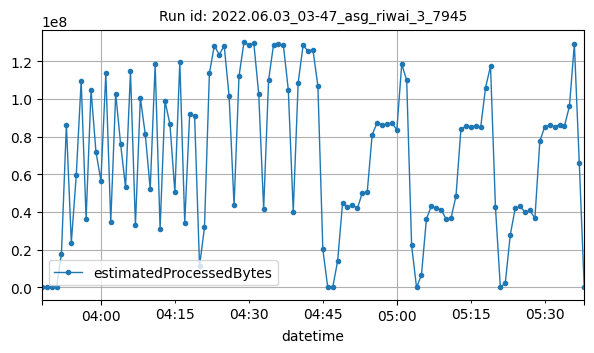 Run id: 2022.06.03_03-47_asg_riwai_3_7945
1e8
1.2
1.0
0.8
0.6
0.4
0.2
0.0
estimatedProcessedBytes
04:00 04:15 04:30 04:45 05:00 05:15 05:30
datetime